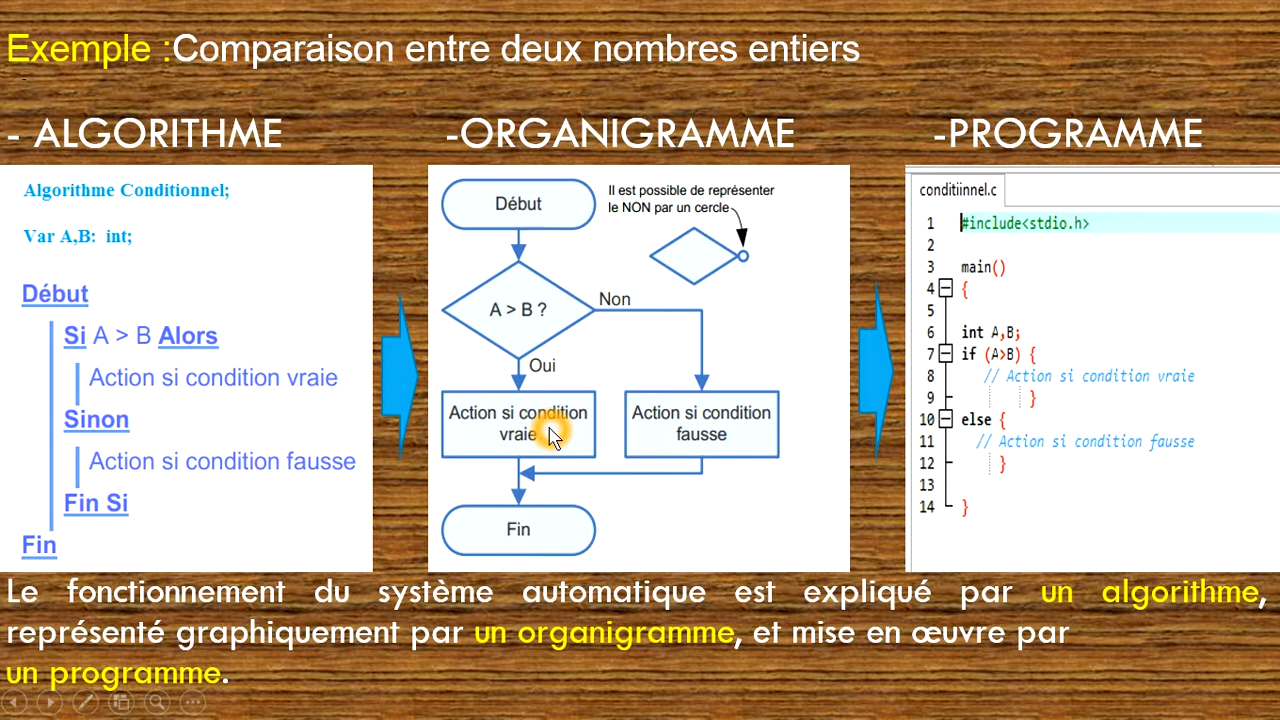 Exemple :Comparaison entre deux nombres entiers
- ALGORITHME
-ORGANIGRAMME
-PROGRAMME
Algorithme Conditionnel;
Var A,B: int;
Début
Si A > B Alors
Action si condition vraie
Sinon
Action si condition fausse
Fin Si
Fin
Début
Il est possible de représenter
le NON par un cercle
A > B ?
Non
Oui
Action si condition
vraie
Action si condition
fausse
Fin
conditiinnel.c
1 #include<stdio.h>
2
3 main()
4 {
5
6 int A,B;
7 if (A>B) {
8 // Action si condition vraie
9 }
10 else {
11 // Action si condition fausse
12 }
13
14 }
Le fonctionnement du système automatique est expliqué par un algorithme,
représenté graphiquement par un organigramme, et mise en œuvre par
un programme.